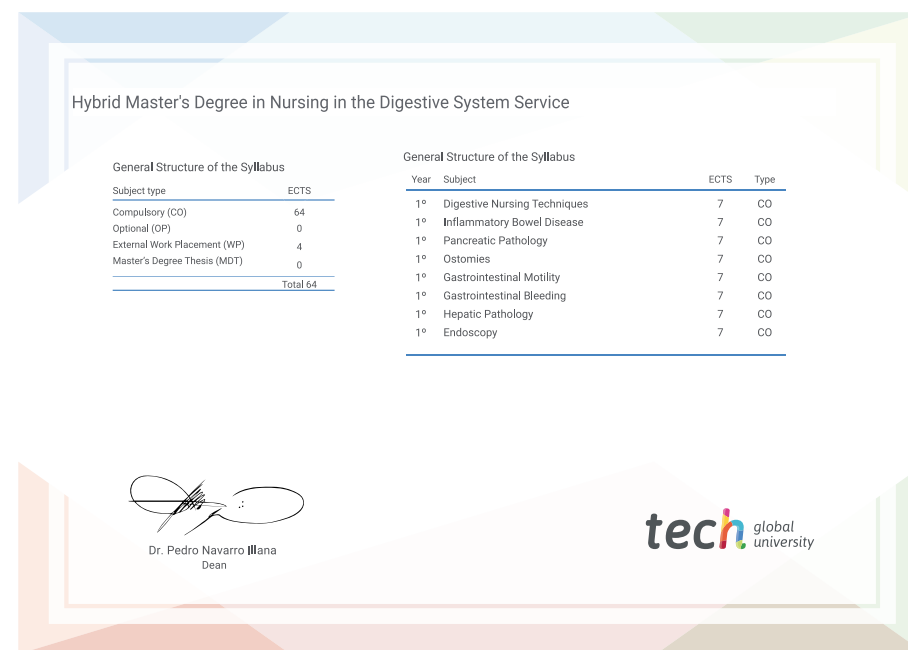 Hybrid Master's Degree in Nursing in the Digestive System Service
General Structure of the Syllabus
Subject type ECTS
Compulsory (CO) 64
Optional (OP) 0
External Work Placement (WP) 4
Master's Degree Thesis (MDT) 0
Total 64
General Structure of the Syllabus
Year Subject ECTS Type
1º Digestive Nursing Techniques 7 CO
1º Inflammatory Bowel Disease 7 CO
1º Pancreatic Pathology 7 CO
1º Ostomies 7 CO
1º Gastrointestinal Motility 7 CO
1º Gastrointestinal Bleeding 7 CO
1º Hepatic Pathology 7 CO
1º Endoscopy 7 CO
Dr. Pedro Navarro Illana
Dean
tech global
university